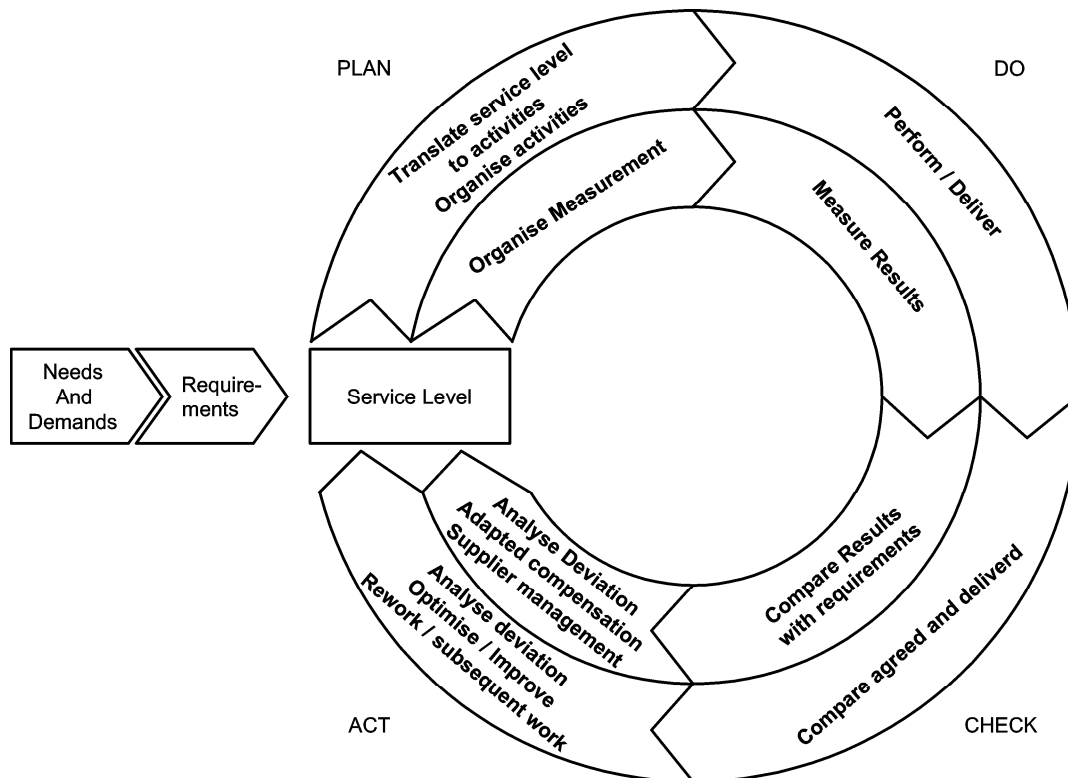 PLAN
DO
Translate service level
to activities
Organise activities
Organise Measurement
Perform / Deliver
Measure Results
Needs
And
Demands
Require-
ments
Service Level
Analyse Deviation
Adapted compensation
Supplier management
Analyse deviation
Optimise / Improve
Rework / subsequent work
Compare Results
with requirements
Compare agreed and deliverd
ACT
CHECK